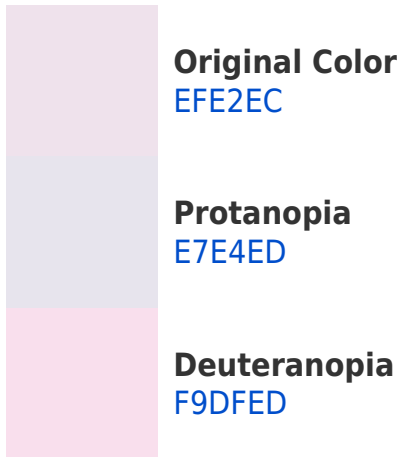 Original Color
EFE2EC
Protanopia
E7E4ED
Deuteranopia
F9DFED